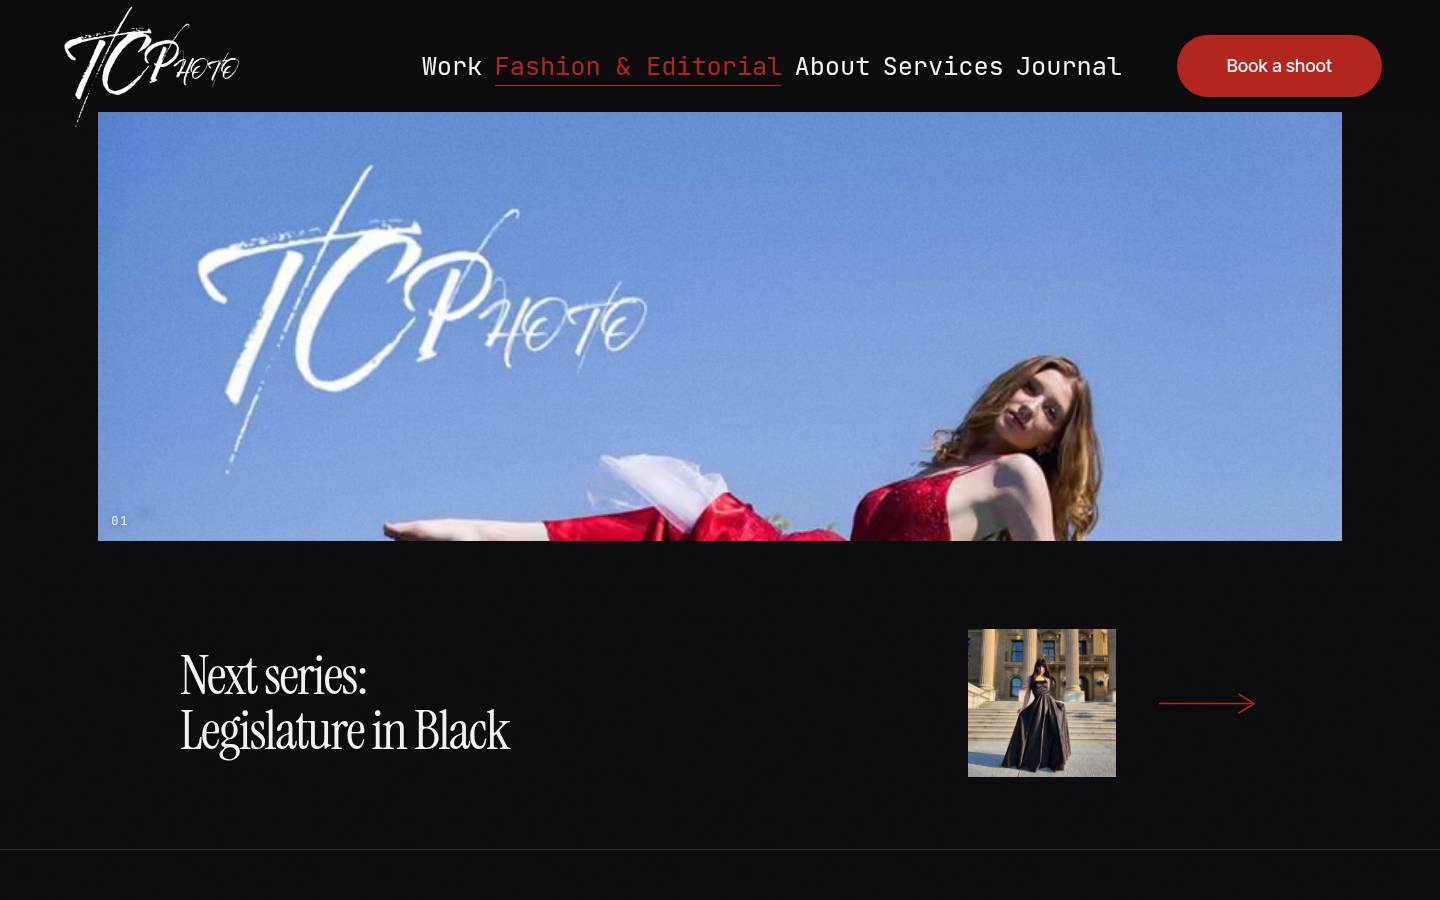 TCPHOTO
Work Fashion & Editorial About Services Journal
Book a shoot
TCPHOTO
01
Next series:
Legislature in Black